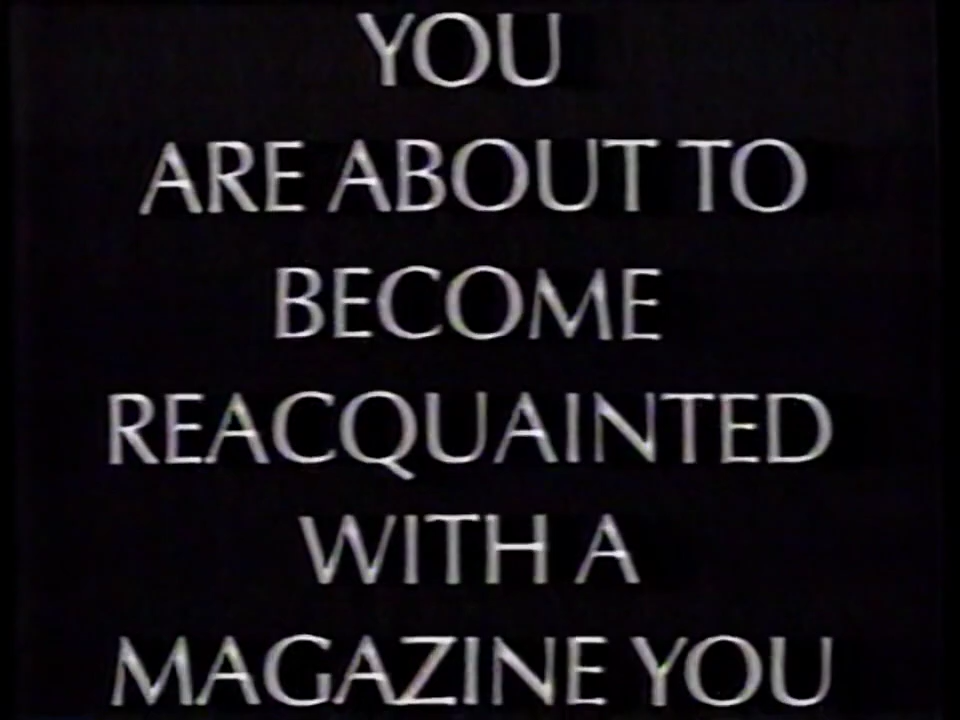 YOU
ARE ABOUT TO
BECOME
REACQUAINTED
WITH A
MAGAZINE YOU